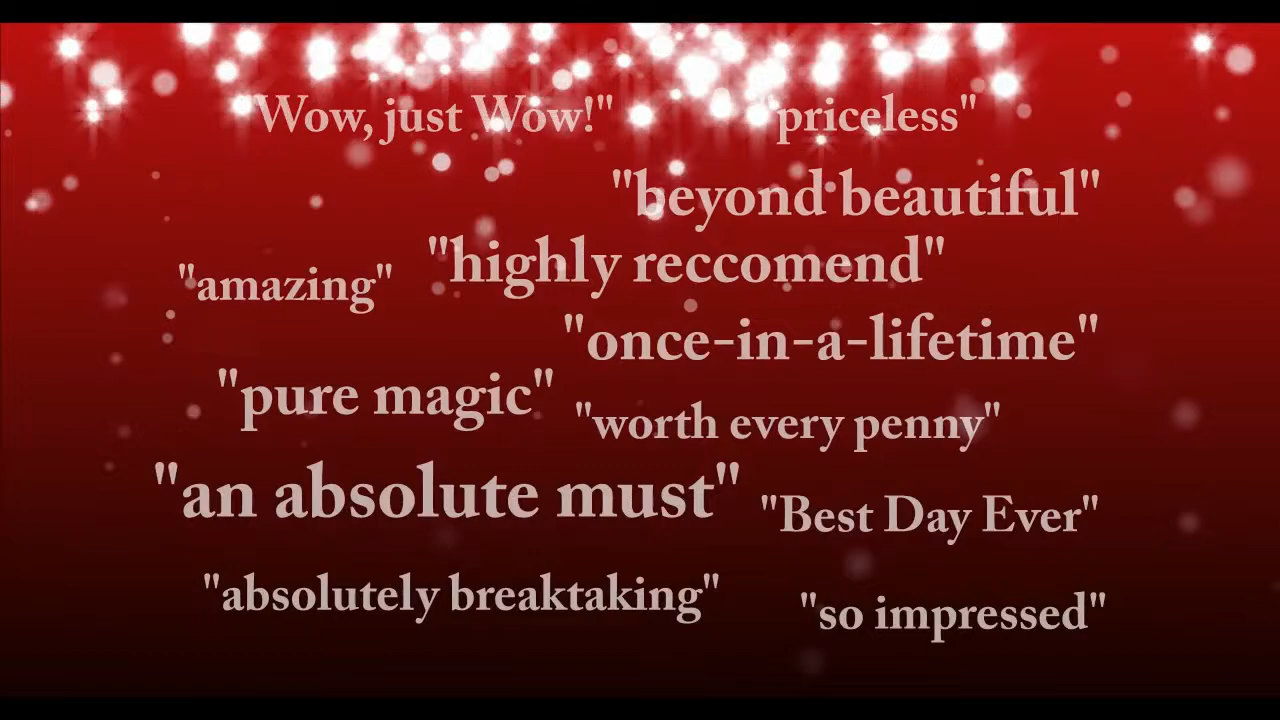 "Wow, just Wow!"
"priceless"
"beyond beautiful"
"highly reccomend"
"amazing"
"once-in-a-lifetime"
"pure magic"
"worth every penny"
"an absolute must"
"Best Day Ever"
"absolutely breaktaking"
"so impressed"